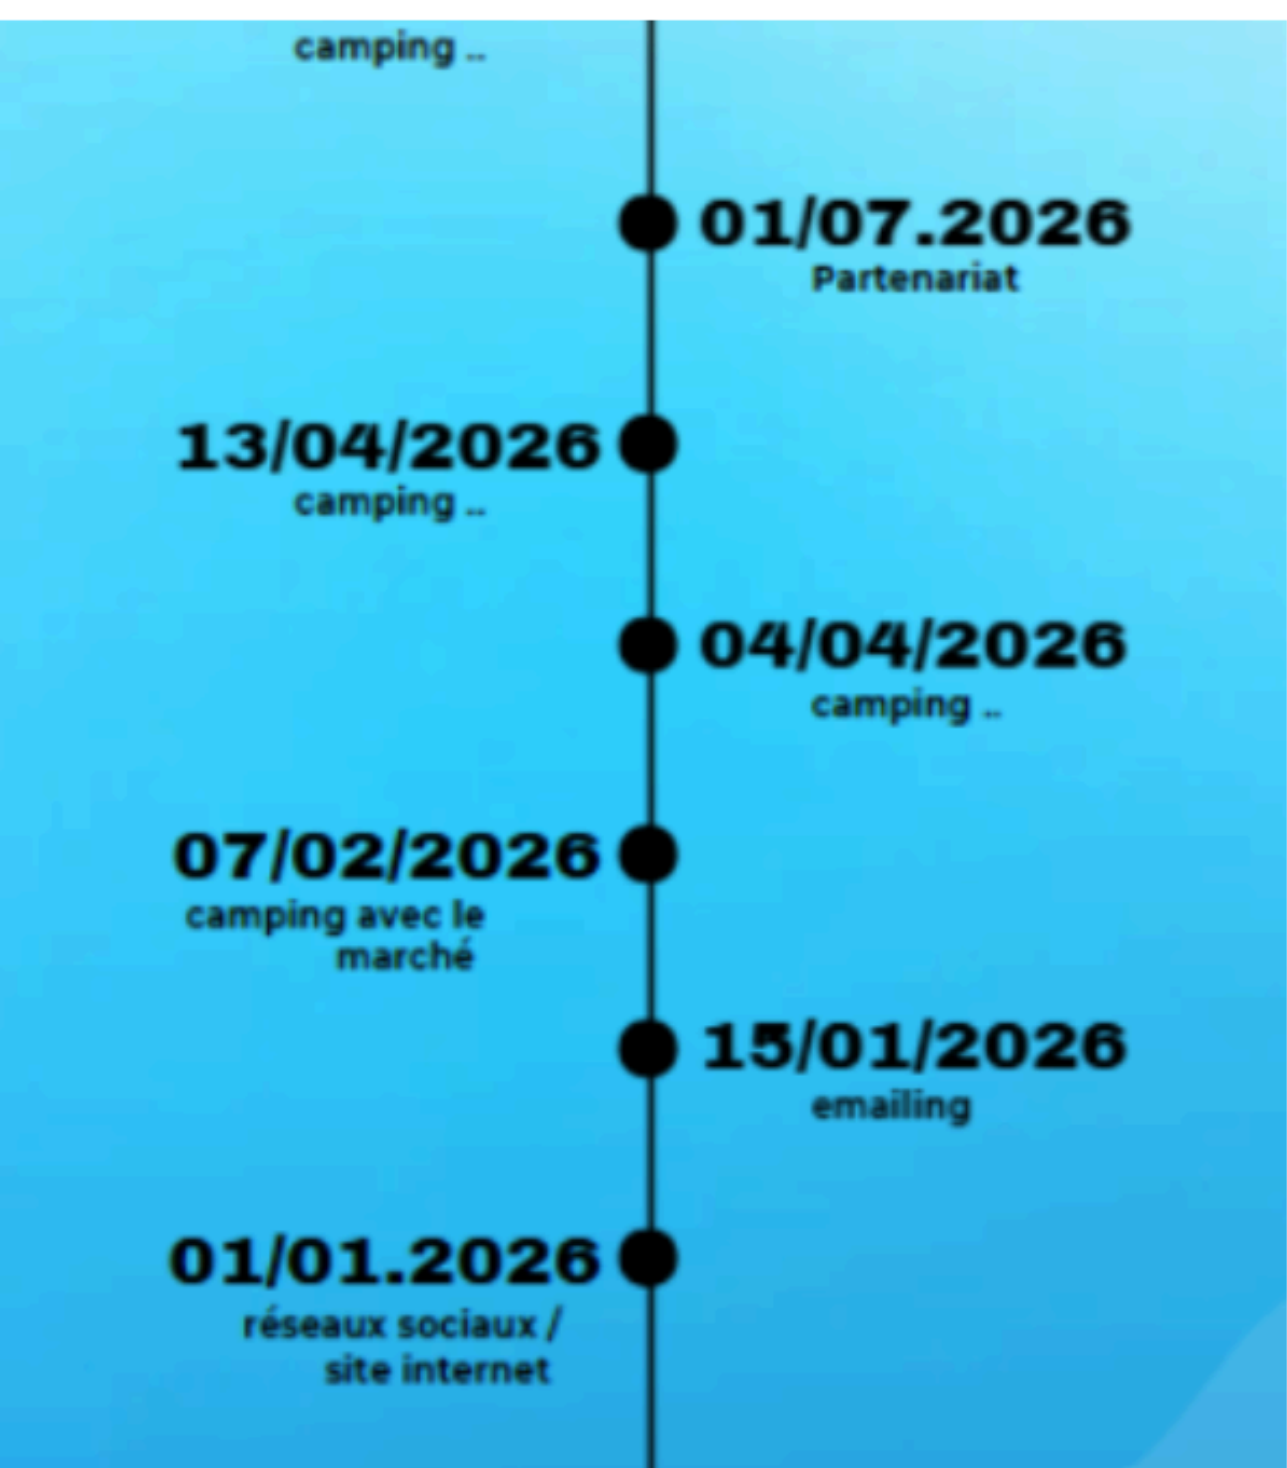 camping ..
01/07.2026
Partenariat
13/04/2026
camping ..
04/04/2026
camping ..
07/02/2026
camping avec le
marché
15/01/2026
emailing
01/01.2026
réseaux sociaux /
site internet